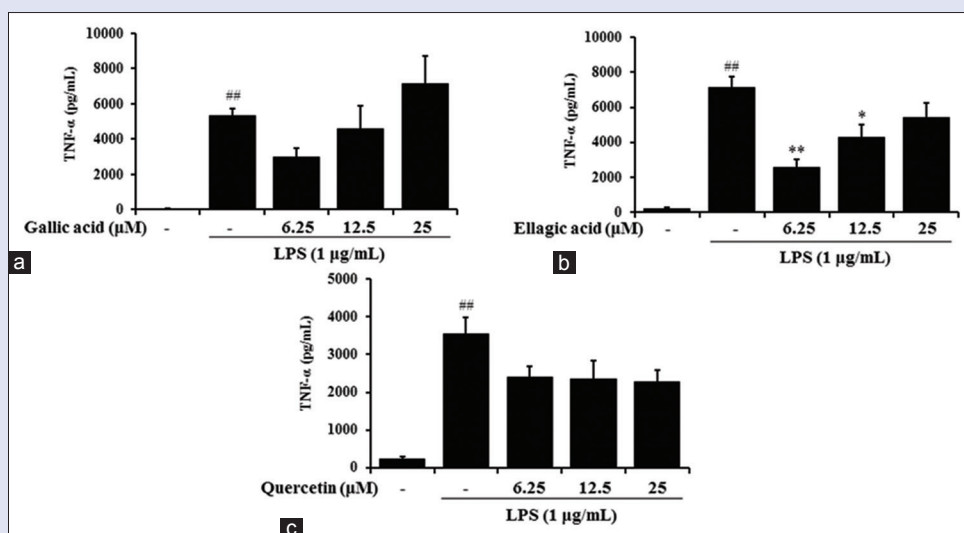 10000
8000
6000
4000
2000
0
TNF-α (pg/mL)
##
Gallic acid (μM) - - 6.25 12.5 25
LPS (1 μg/mL)
a
10000
8000
6000
4000
2000
0
TNF-α (pg/mL)
##
**
*
Ellagic acid (μM) - - 6.25 12.5 25
LPS (1 μg/mL)
b
5000
4000
3000
2000
1000
0
TNF-α (pg/mL)
##
Quercetin (μM) - - 6.25 12.5 25
LPS (1 μg/mL)
c